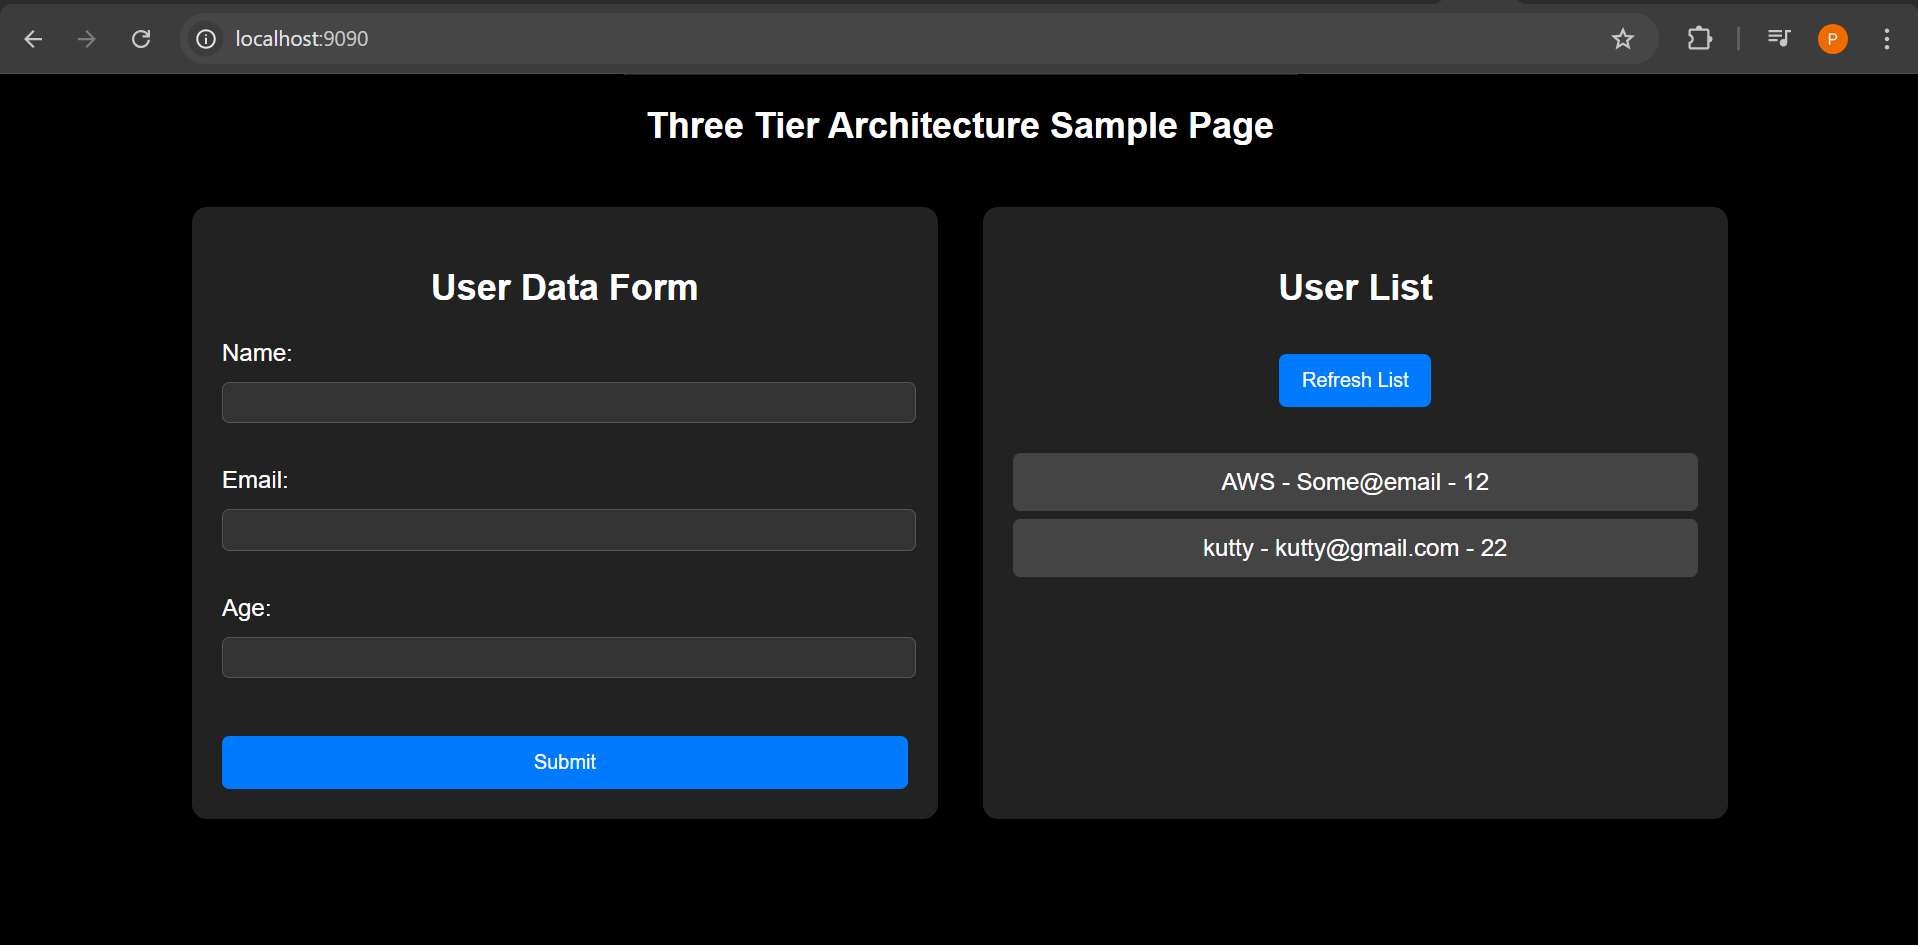 localhost:9090
P
Three Tier Architecture Sample Page
User Data Form
Name:
Email:
Age:
Submit
User List
Refresh List
AWS - Some@email - 12
kutty - kutty@gmail.com - 22